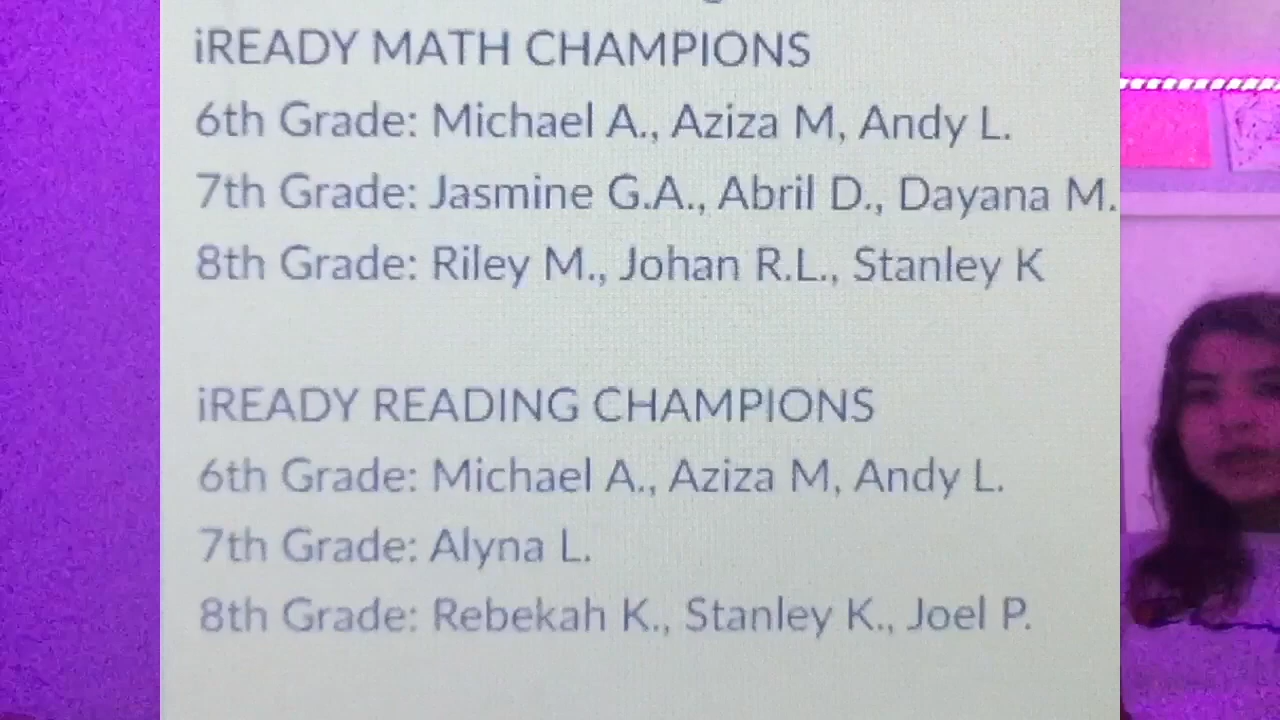 iREADY MATH CHAMPIONS
6th Grade: Michael A., Aziza M, Andy L.
7th Grade: Jasmine G.A., Abril D., Dayana M.
8th Grade: Riley M., Johan R.L., Stanley K
iREADY READING CHAMPIONS
6th Grade: Michael A., Aziza M, Andy L.
7th Grade: Alyna L.
8th Grade: Rebekah K., Stanley K., Joel P.